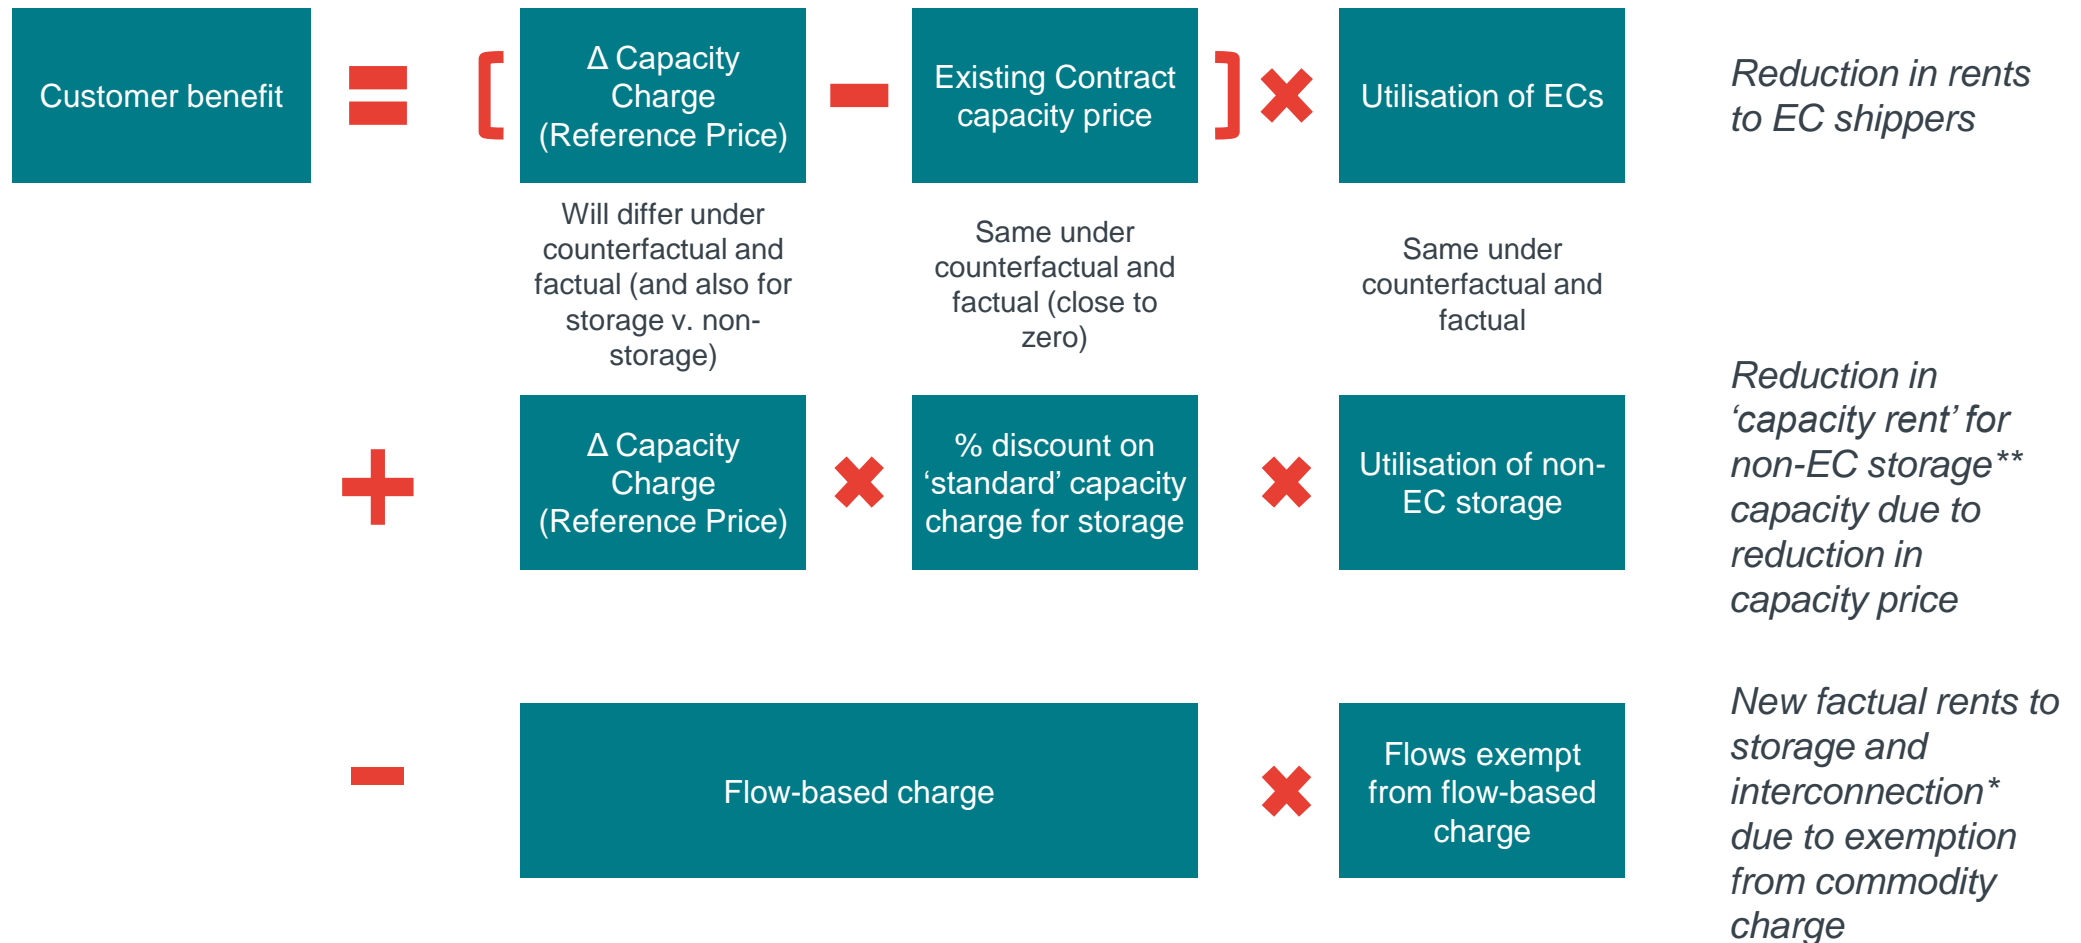 Customer benefit
=
[
Δ Capacity
Charge
(Reference Price)
−
Existing Contract
capacity price
]
×
Utilisation of ECs
Reduction in rents
to EC shippers
Will differ under
counterfactual and
factual (and also for
storage v. non-
storage)
Same under
counterfactual and
factual (close to
zero)
Same under
counterfactual and
factual
+
Δ Capacity
Charge
(Reference Price)
×
% discount on
‘standard’ capacity
charge for storage
×
Utilisation of non-
EC storage
Reduction in
‘capacity rent’ for
non-EC storage**
capacity due to
reduction in
capacity price
−
Flow-based charge
×
Flows exempt
from flow-based
charge
New factual rents to
storage and
interconnection*
due to exemption
from commodity
charge